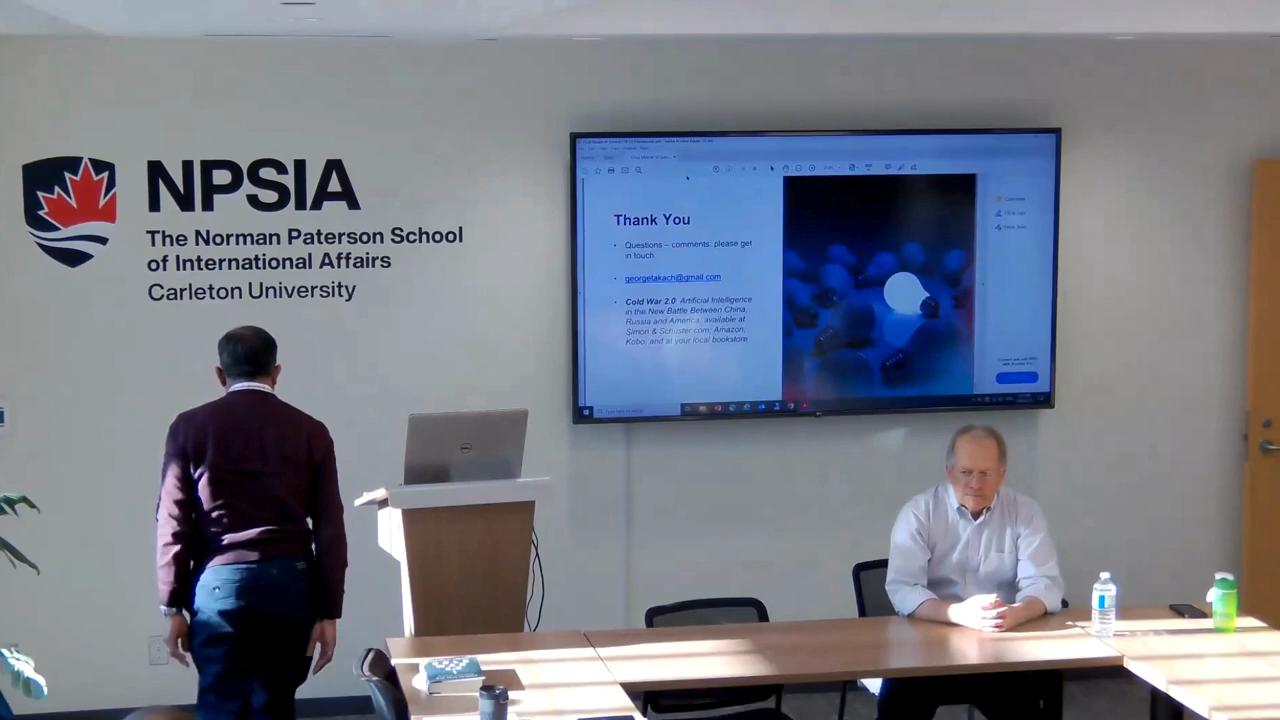 NPSIA
The Norman Paterson School
of International Affairs
Carleton University
Thank You
• Questions – comments: please get
in touch:
• georgetakach@gmail.com
• Cold War 2.0 Artificial Intelligence
in the New Battle Between China,
Russia and America, available at
Simon & Schuster.com, Amazon,
Kobo, and at your local bookstore
DELL